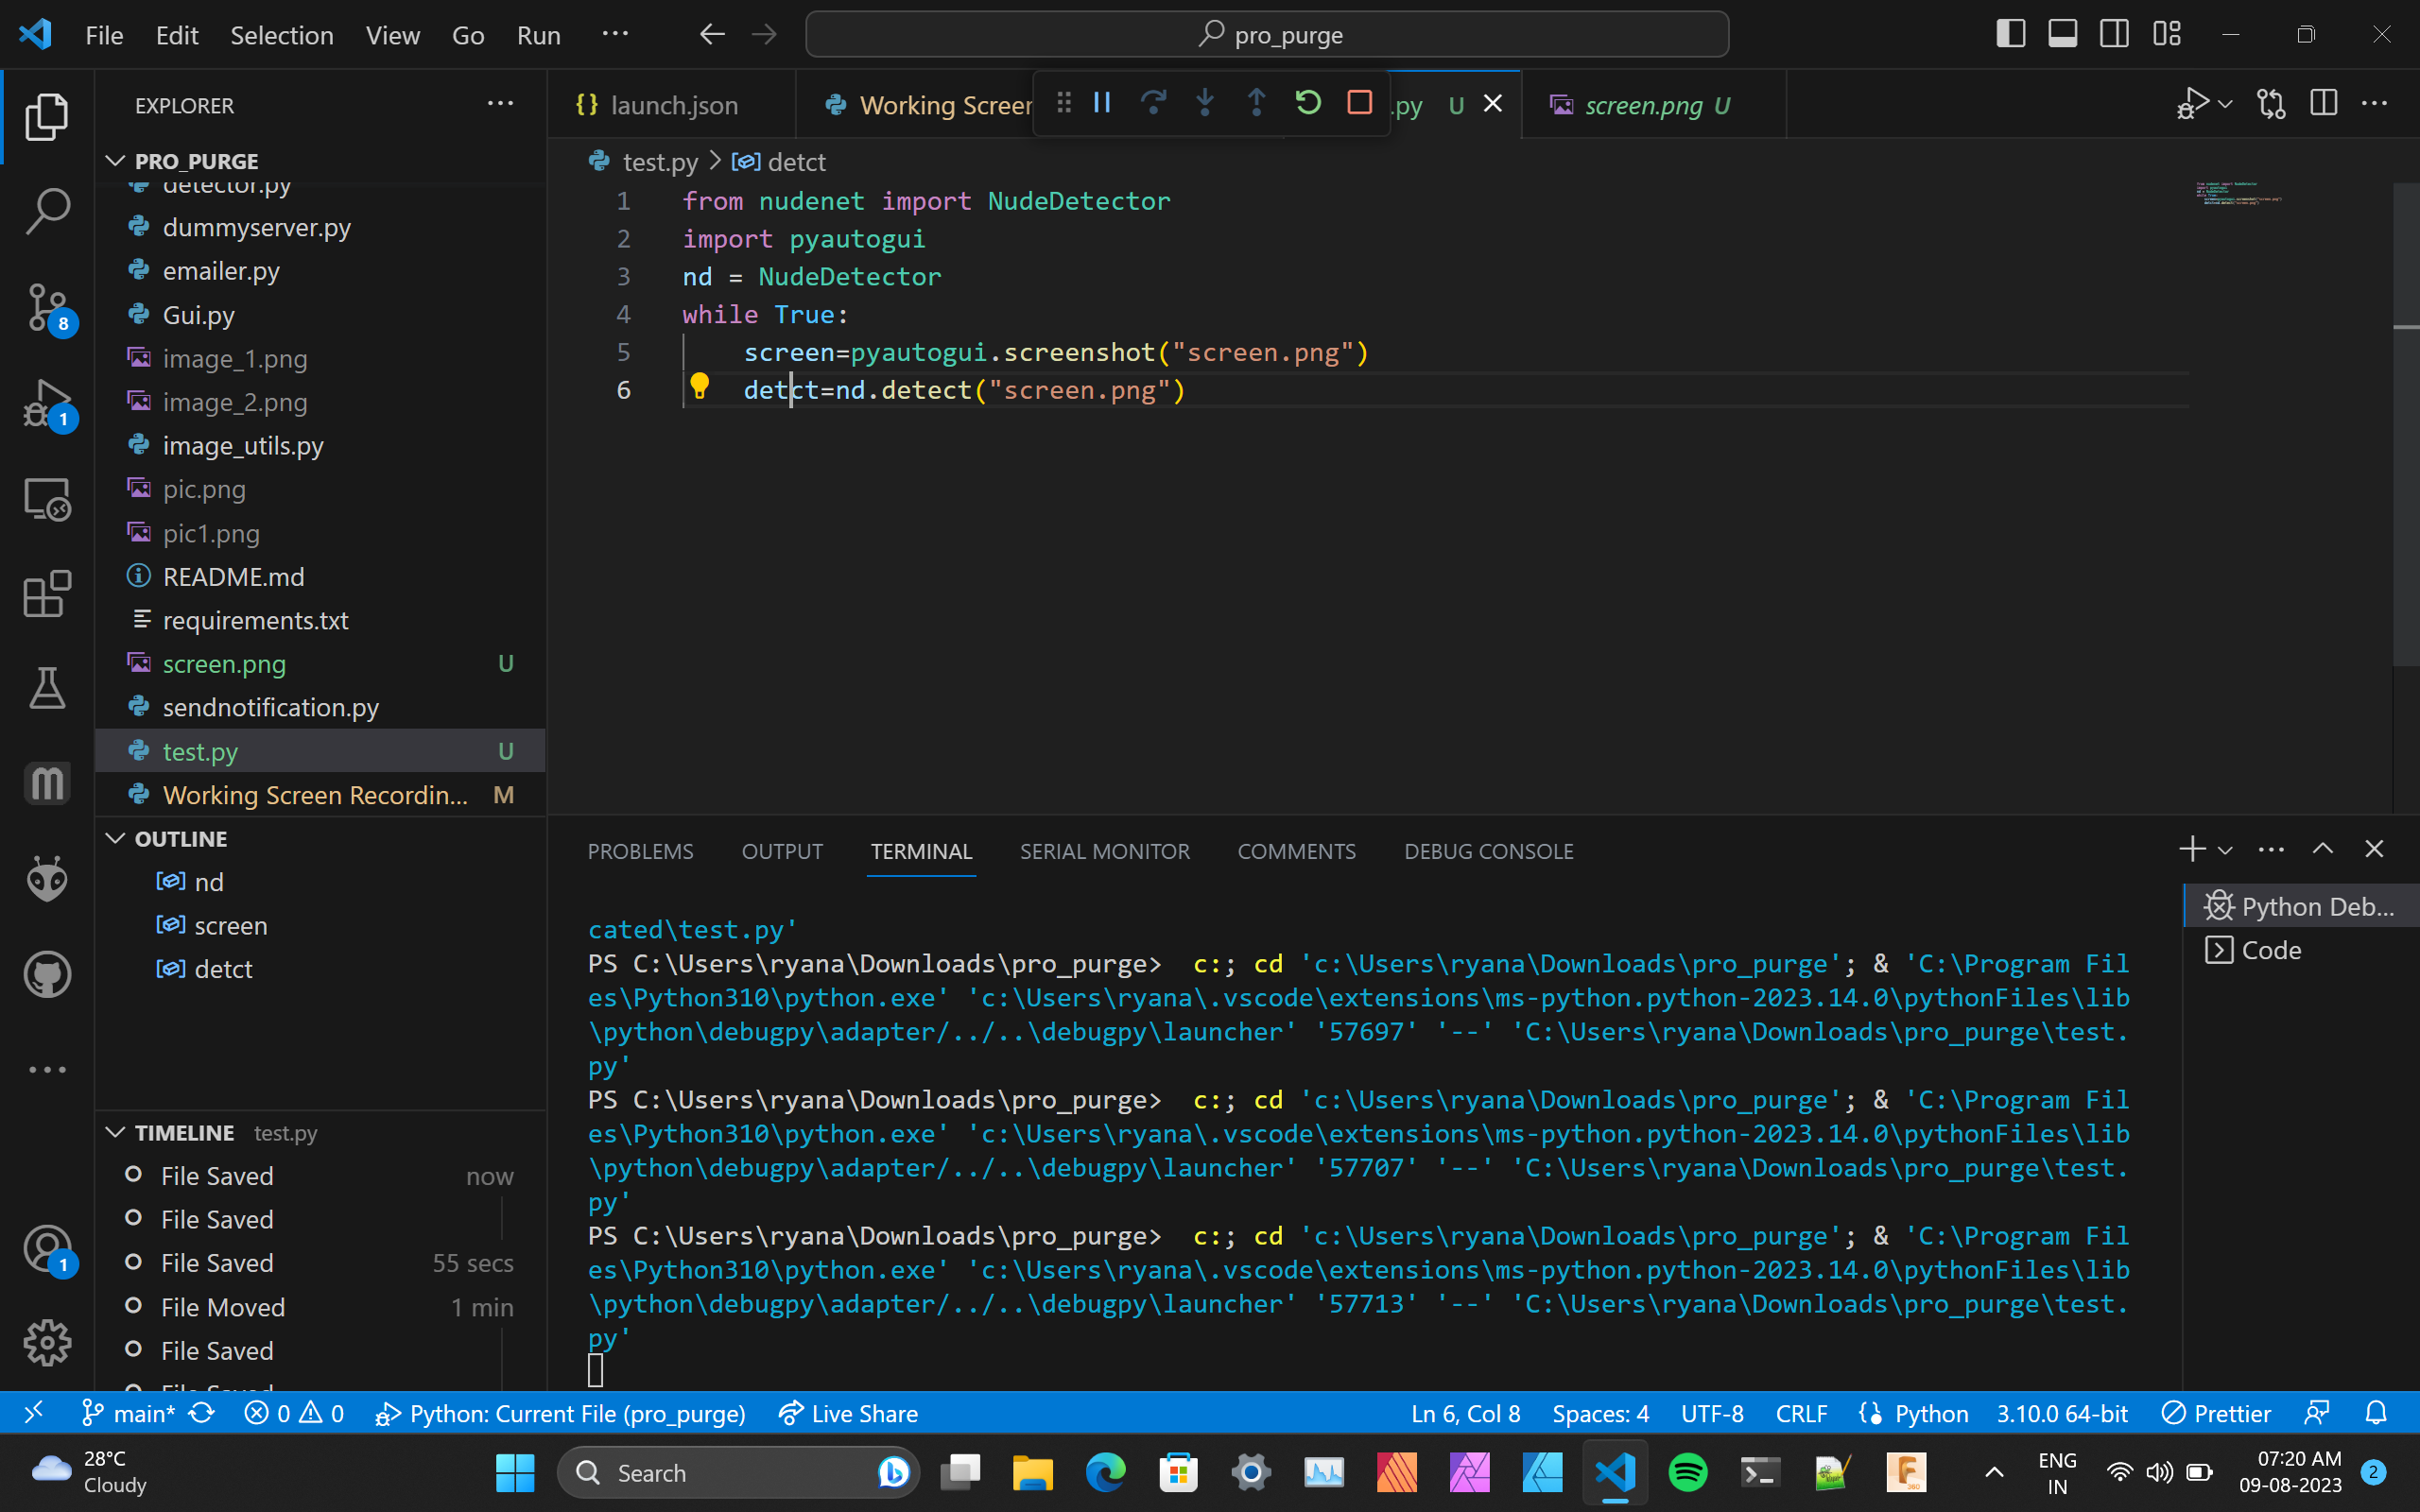 File Edit Selection View Go Run ···
pro_purge
EXPLORER ···
launch.json
Working Screen
.py U
screen.png U
PRO_PURGE
detector.py
dummyserver.py
emailer.py
Gui.py
image_1.png
image_2.png
image_utils.py
pic.png
pic1.png
README.md
requirements.txt
screen.png U
sendnotification.py
test.py U
Working Screen Recordin... M
8
1
OUTLINE
nd
screen
detct
TIMELINE test.py
File Saved now
File Saved
File Saved 55 secs
File Moved 1 min
File Saved
File Saved
1
test.py > detct
1 from nudenet import NudeDetector
2 import pyautogui
3 nd = NudeDetector
4 while True:
5 screen=pyautogui.screenshot("screen.png")
6 detct=nd.detect("screen.png")
PROBLEMS OUTPUT TERMINAL SERIAL MONITOR COMMENTS DEBUG CONSOLE
cated\test.py'
PS C:\Users\ryana\Downloads\pro_purge>  c:; cd 'c:\Users\ryana\Downloads\pro_purge'; & 'C:\Program Fil
es\Python310\python.exe' 'c:\Users\ryana\.vscode\extensions\ms-python.python-2023.14.0\pythonFiles\lib
\python\debugpy\adapter/../..\debugpy\launcher' '57697' '--' 'C:\Users\ryana\Downloads\pro_purge\test.
py'
PS C:\Users\ryana\Downloads\pro_purge>  c:; cd 'c:\Users\ryana\Downloads\pro_purge'; & 'C:\Program Fil
es\Python310\python.exe' 'c:\Users\ryana\.vscode\extensions\ms-python.python-2023.14.0\pythonFiles\lib
\python\debugpy\adapter/../..\debugpy\launcher' '57707' '--' 'C:\Users\ryana\Downloads\pro_purge\test.
py'
PS C:\Users\ryana\Downloads\pro_purge>  c:; cd 'c:\Users\ryana\Downloads\pro_purge'; & 'C:\Program Fil
es\Python310\python.exe' 'c:\Users\ryana\.vscode\extensions\ms-python.python-2023.14.0\pythonFiles\lib
\python\debugpy\adapter/../..\debugpy\launcher' '57713' '--' 'C:\Users\ryana\Downloads\pro_purge\test.
py'
Python Deb...
Code
main* 0 0 Python: Current File (pro_purge) Live Share Ln 6, Col 8 Spaces: 4 UTF-8 CRLF Python 3.10.0 64-bit Prettier
28°C
Cloudy
Search
ENG
IN
07:20 AM
09-08-2023
2